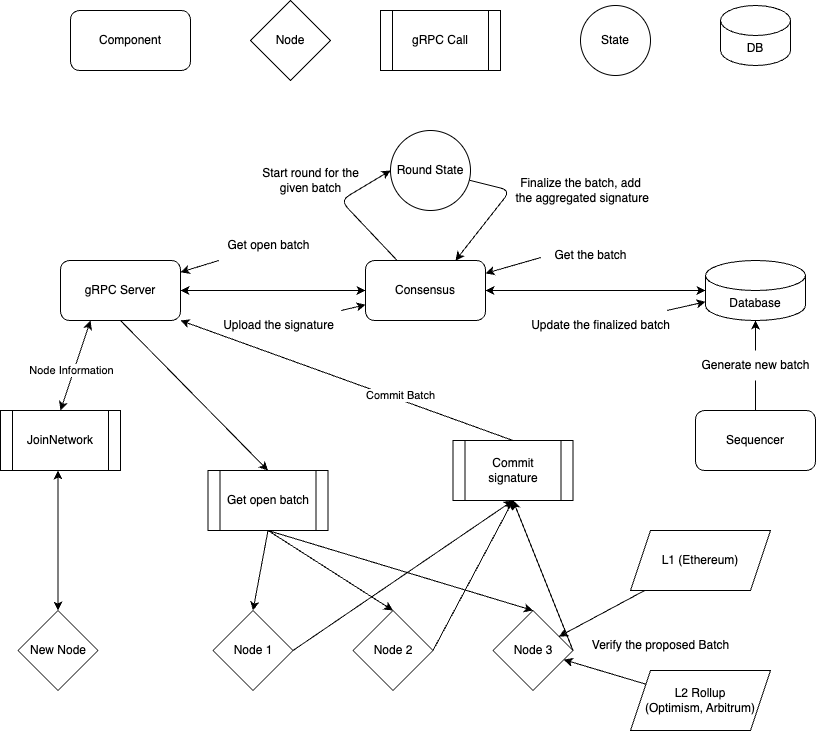 Component
Node
gRPC Call
State
DB
Round State
Start round for the
given batch
Finalize the batch, add
the aggregated signature
Get open batch
Get the batch
gRPC Server
Consensus
Database
Upload the signature
Update the finalized batch
Node Information
Generate new batch
Commit Batch
JoinNetwork
Sequencer
Commit
signature
Get open batch
L1 (Ethereum)
New Node
Node 1
Node 2
Node 3
Verify the proposed Batch
L2 Rollup
(Optimism, Arbitrum)